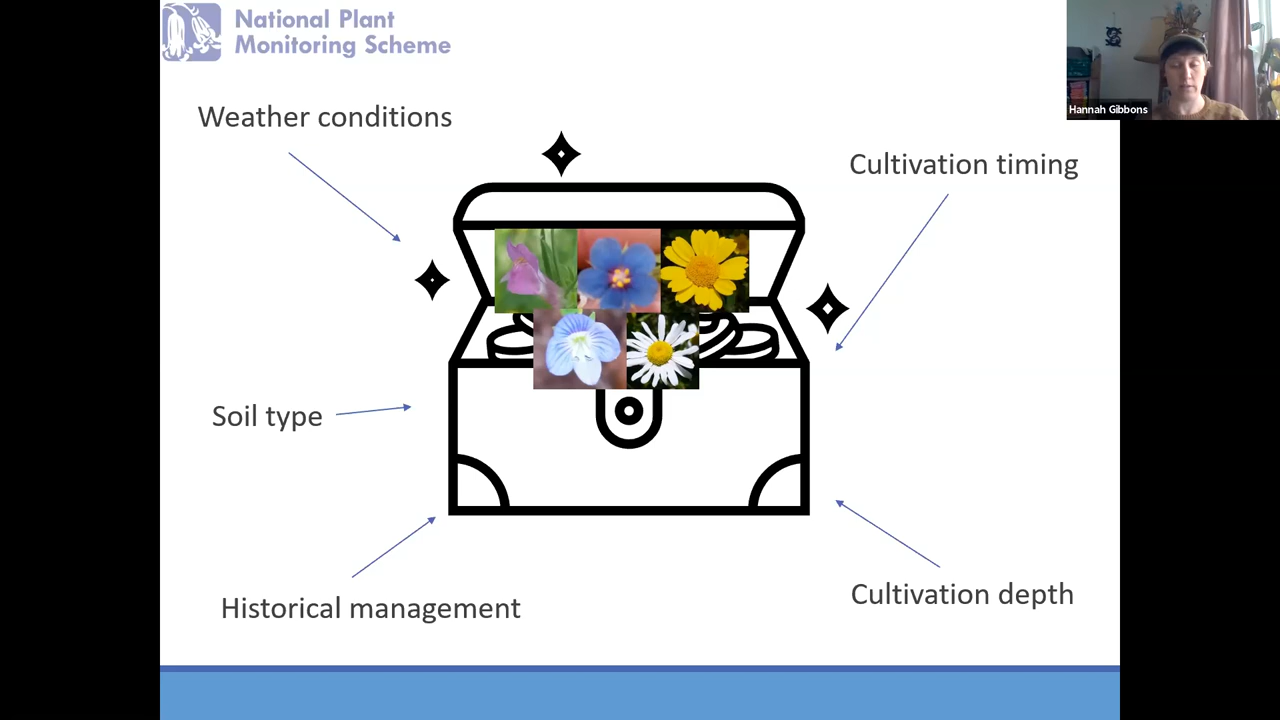 National Plant
Monitoring Scheme
Hannah Gibbons
Weather conditions
Cultivation timing
Soil type
Historical management
Cultivation depth